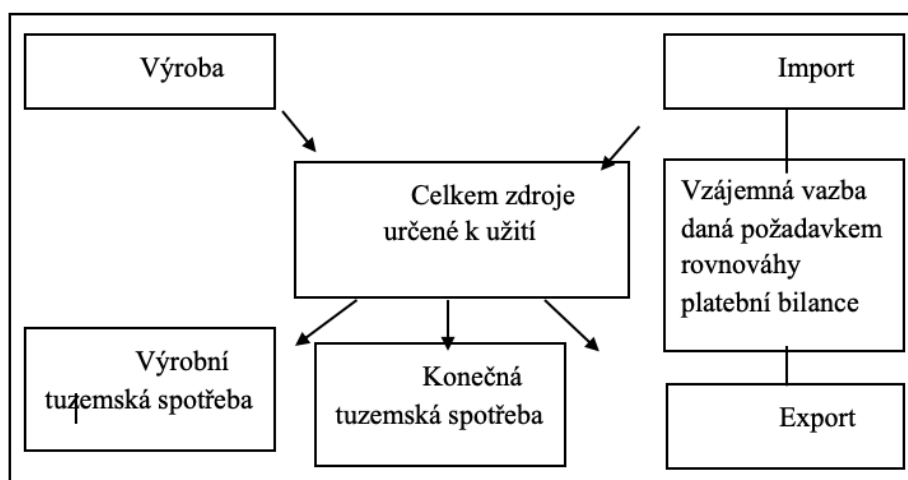 Výroba
Import
Celkem zdroje
určené k užití
Vzájemná vazba
daná požadavkem
rovnováhy
platební bilance
Výrobní
tuzemská spotřeba
Konečná
tuzemská spotřeba
Export